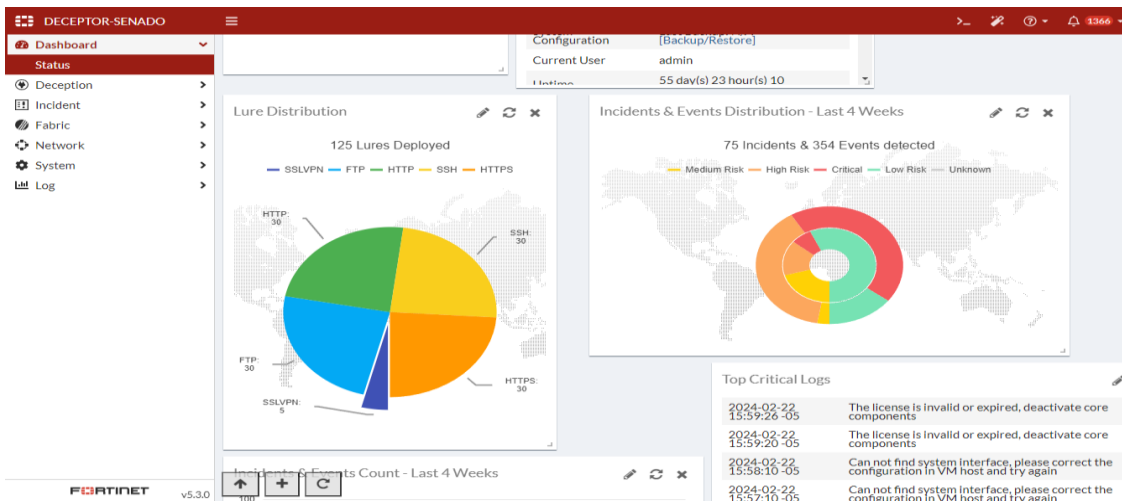 DECEPTOR-SENADO
1366
Dashboard
Status
Deception
Incident
Fabric
Network
System
Log
Configuration
[Backup/Restore]
Current User
admin
Uptime
55 day(s) 23 hour(s) 10
Lure Distribution
125 Lures Deployed
SSLVPN FTP HTTP SSH HTTPS
HTTP:
30
SSH:
30
FTP:
30
HTTPS:
30
SSLVPN:
5
Incidents & Events Distribution - Last 4 Weeks
75 Incidents & 354 Events detected
Medium Risk High Risk Critical Low Risk Unknown
Top Critical Logs
2024-02-22
15:59:26 -05
The license is invalid or expired, deactivate core
components
2024-02-22
15:59:20 -05
The license is invalid or expired, deactivate core
components
2024-02-22
15:58:10 -05
Can not find system interface, please correct the
configuration in VM host and try again
2024-02-22
15:57:10 -05
Can not find system interface, please correct the
configuration in VM host and try again
Incidents & Events Count - Last 4 Weeks
100
FORTINET
v5.3.0